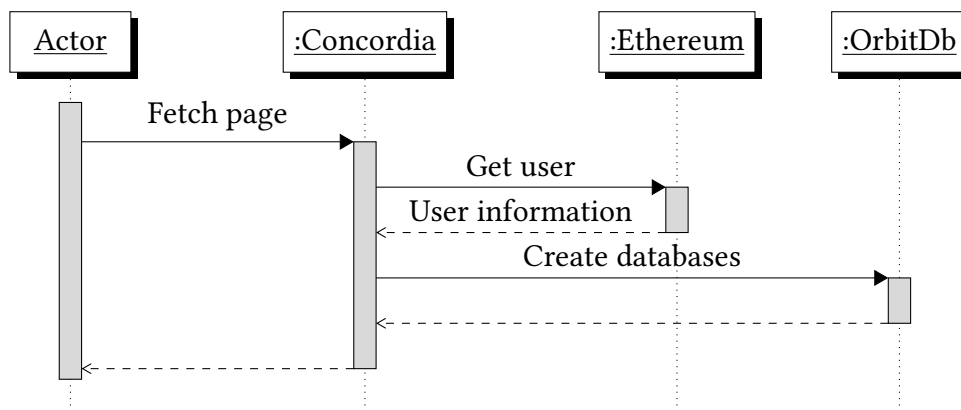 Actor
:Concordia
:Ethereum
:OrbitDb
Fetch page
Get user
User information
Create databases